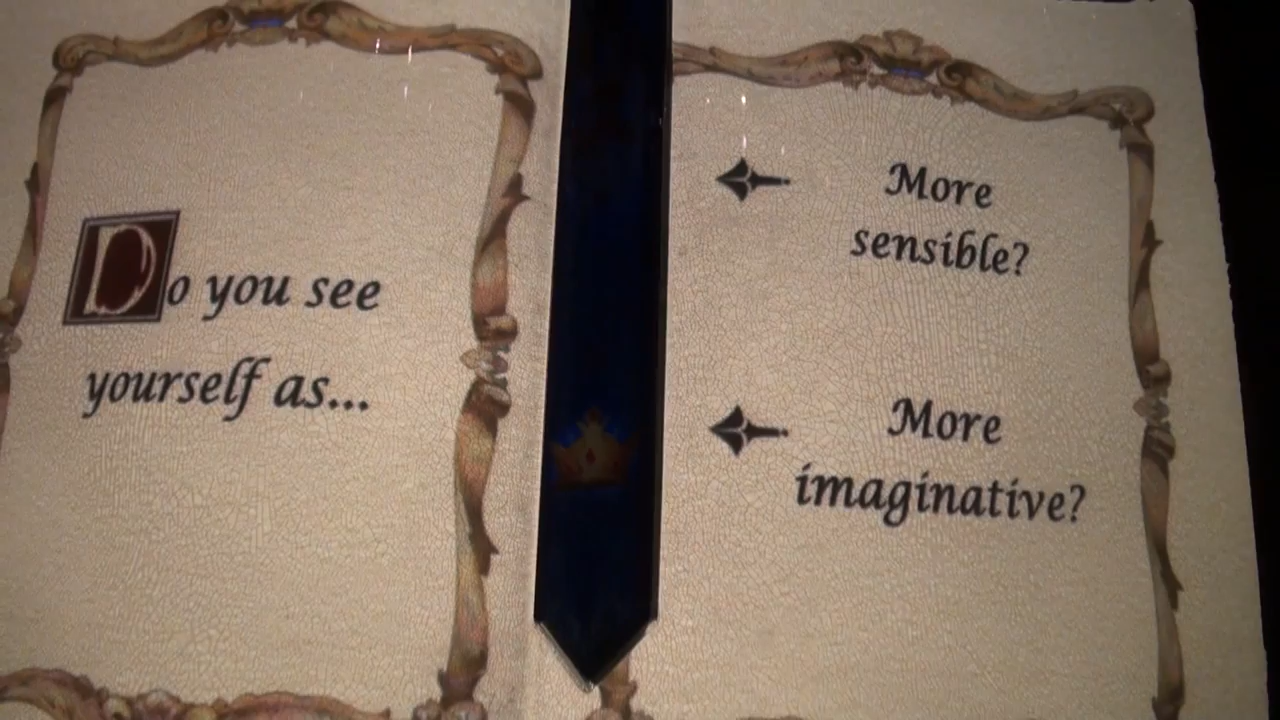 Do you see
yourself as...
More
sensible?
More
imaginative?